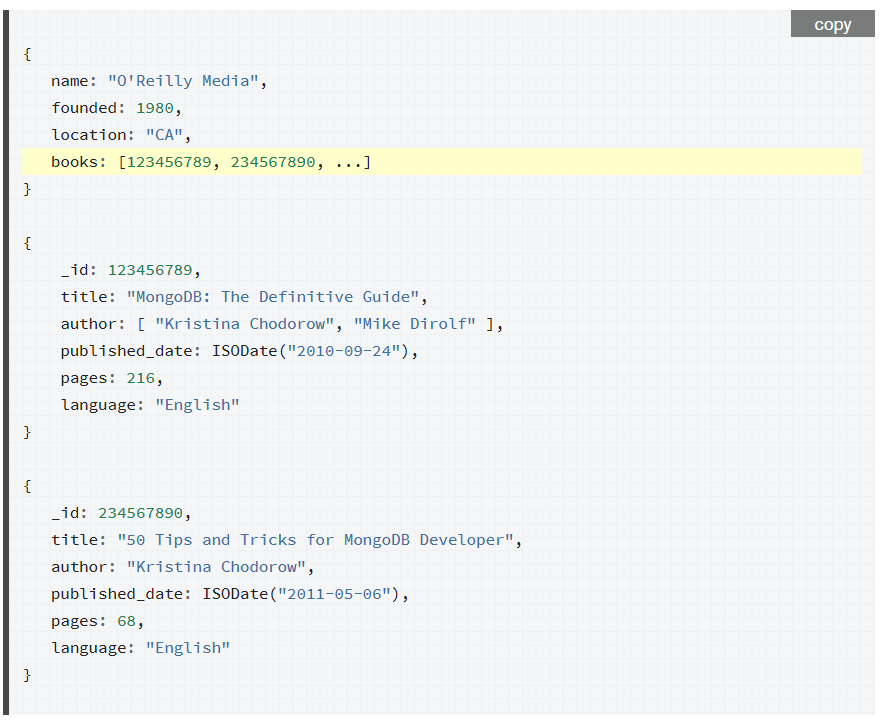 copy
{
name: "O'Reilly Media",
founded: 1980,
location: "CA",
books: [123456789, 234567890, ...]
}
{
_id: 123456789,
title: "MongoDB: The Definitive Guide",
author: [ "Kristina Chodorow", "Mike Dirolf" ],
published_date: ISODate("2010-09-24"),
pages: 216,
language: "English"
}
{
_id: 234567890,
title: "50 Tips and Tricks for MongoDB Developer",
author: "Kristina Chodorow",
published_date: ISODate("2011-05-06"),
pages: 68,
language: "English"
}